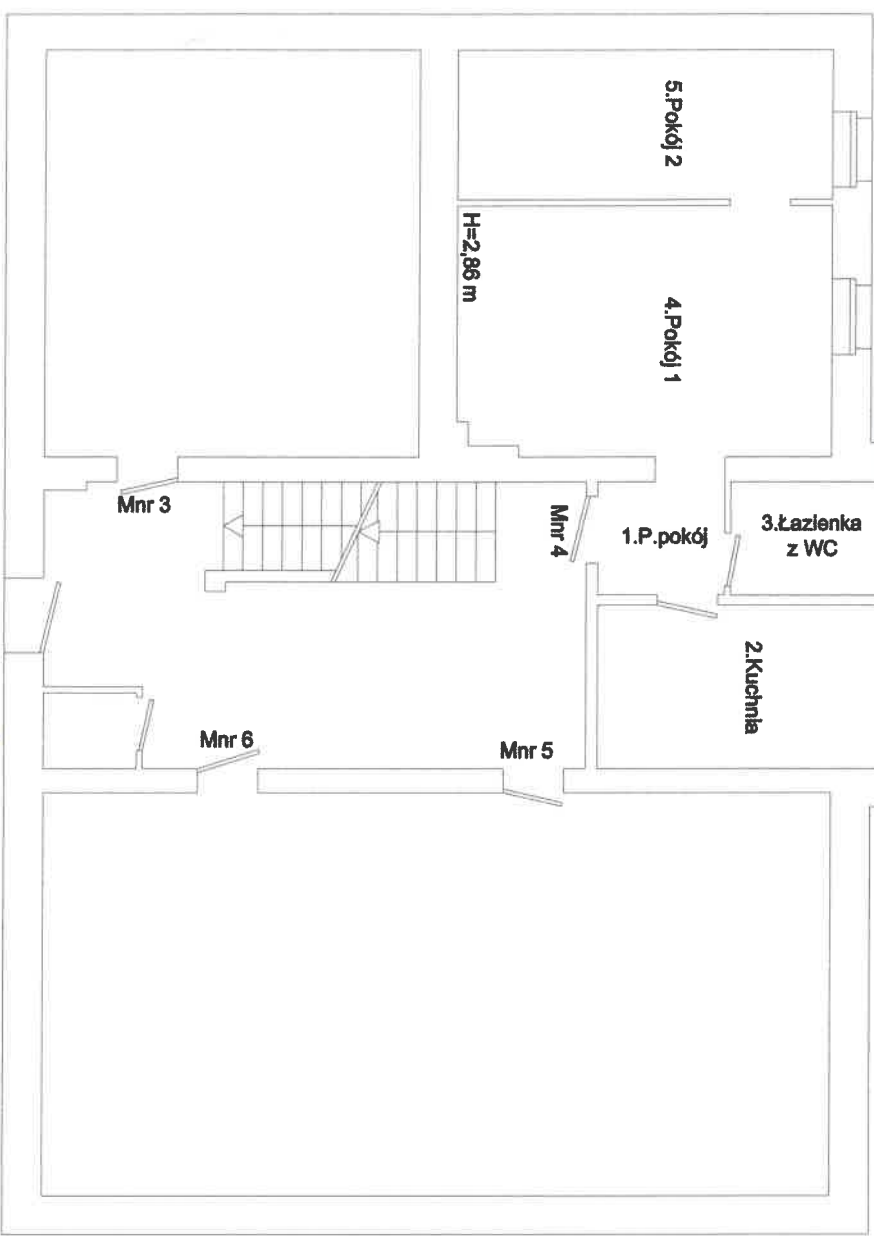 5.Pokój 2
H=2,86 m
4.Pokój 1
Mnr 3
Mnr 4
1.P.pokój
3.Łazienka
z WC
2.Kuchnia
Mnr 6
Mnr 5